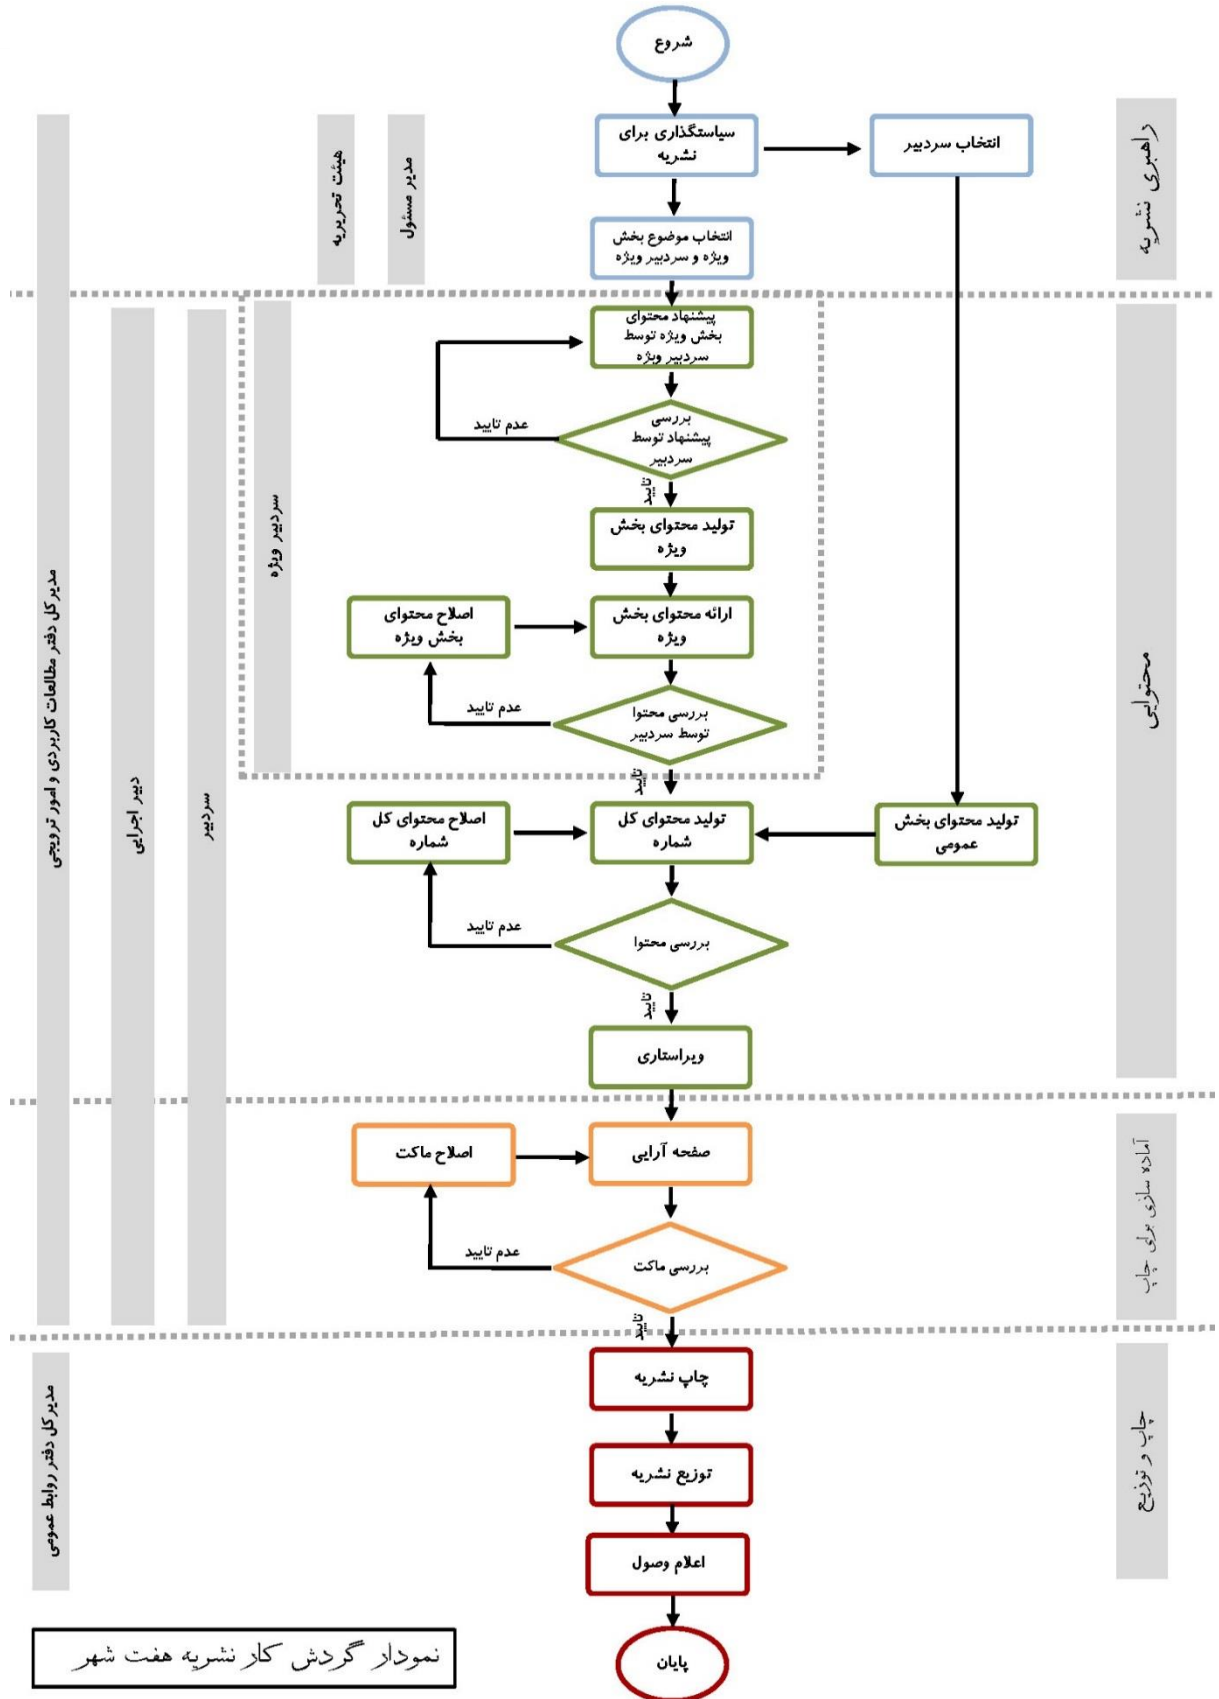 شروع
سیاستگذاری برای
نشریه
انتخاب سردبیر
راهبری نشریه
مدیر مسئول
هیئت تحریریه
انتخاب موضوع بخش
ویژه و سردبیر ویژه
پیشنهاد محتوای
بخش ویژه توسط
سردبیر ویژه
بررسی
پیشنهاد توسط
سردبیر
عدم تایید
تایید
تولید محتوای بخش
ویژه
سردبیر ویژه
ارائه محتوای بخش
ویژه
اصلاح محتوای
بخش ویژه
بررسی محتوا
توسط سردبیر
عدم تایید
تایید
محتوایی
مدیرکل دفتر مطالعات کاربردی و امور ترویجی
دبیر اجرایی
سردبیر
تولید محتوای بخش
عمومی
تولید محتوای کل
شماره
اصلاح محتوای کل
شماره
بررسی محتوا
عدم تایید
تایید
ویراستاری
صفحه آرایی
اصلاح ماکت
آماده سازی برای چاپ
بررسی ماکت
عدم تایید
تایید
چاپ نشریه
توزیع نشریه
اعلام وصول
چاپ و توزیع
مدیرکل دفتر روابط عمومی
پایان
نمودار گردش کار نشریه هفت شهر